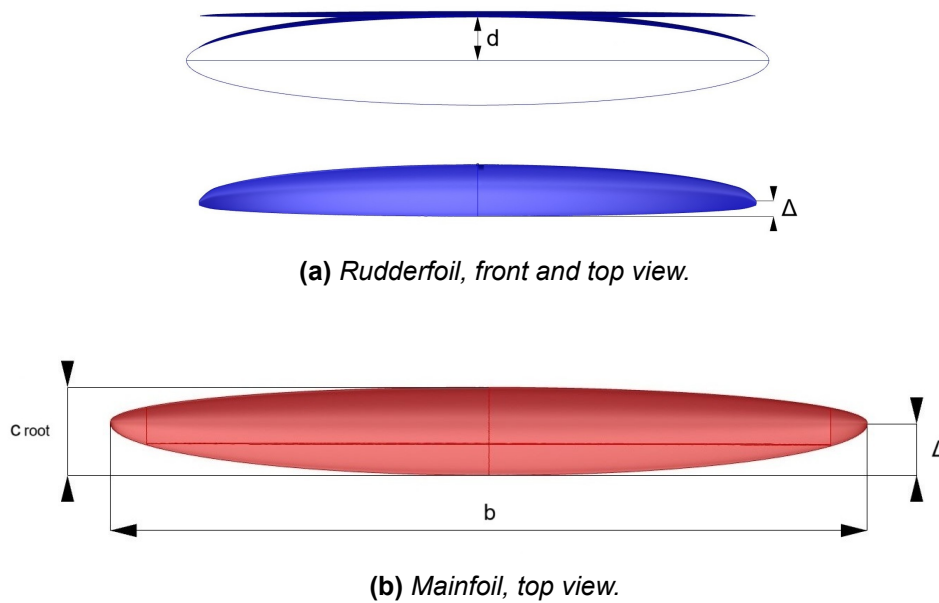 d
Δ
(a) Rudderfoil, front and top view.
c root
Δ
b
(b) Mainfoil, top view.